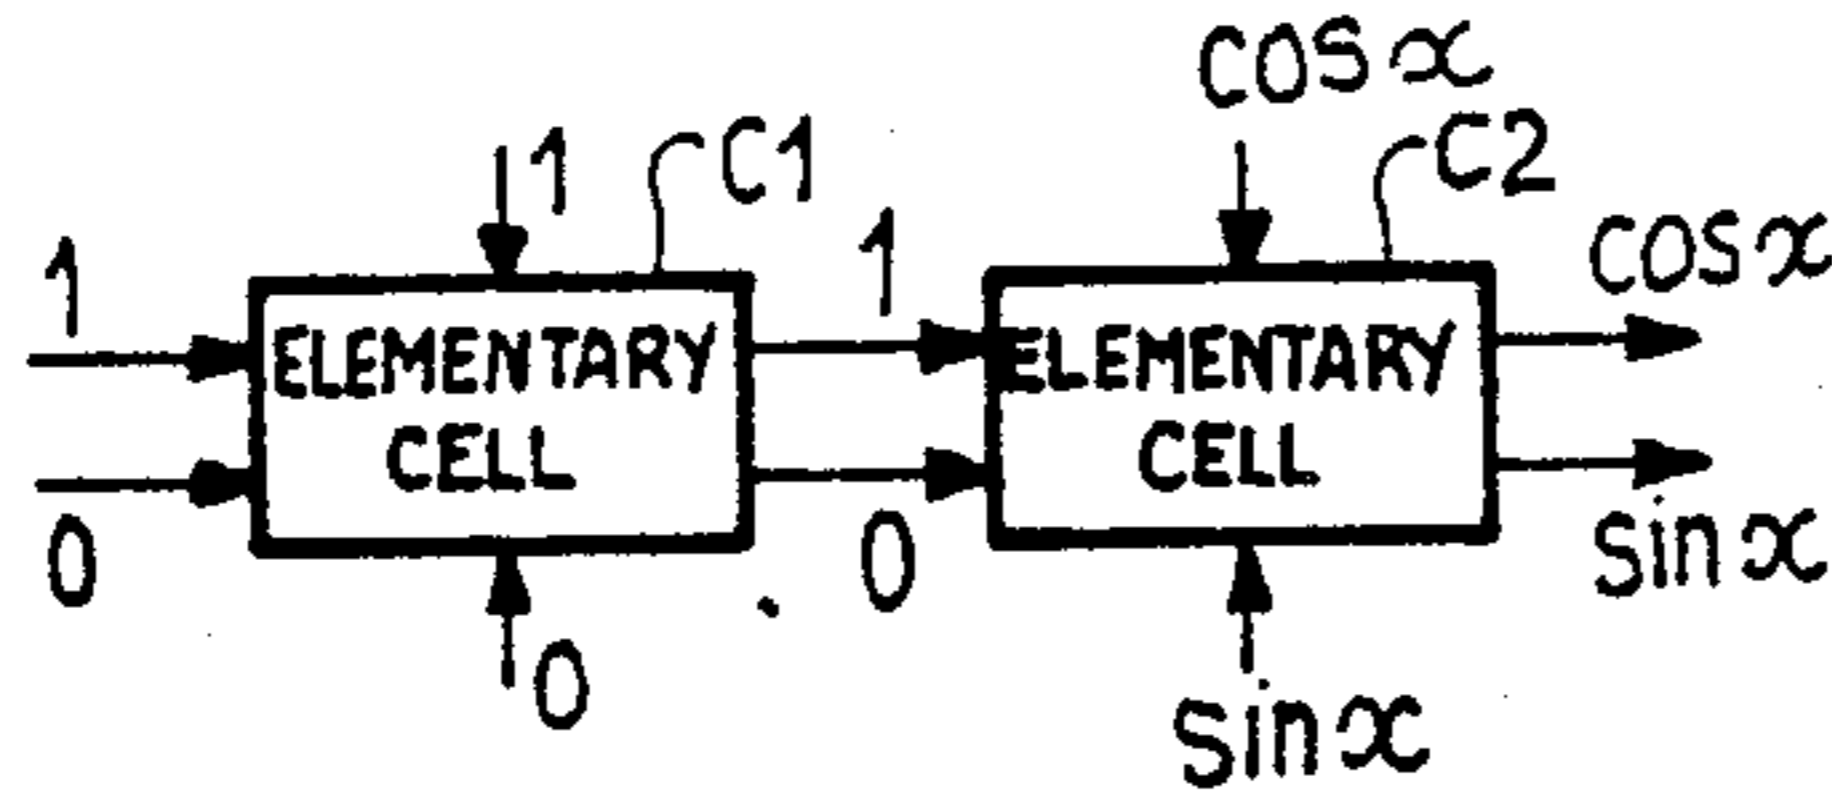 cos x
1
C1
C2
1
1
cos x
ELEMENTARY
CELL
ELEMENTARY
CELL
0
0
sin x
0
sin x